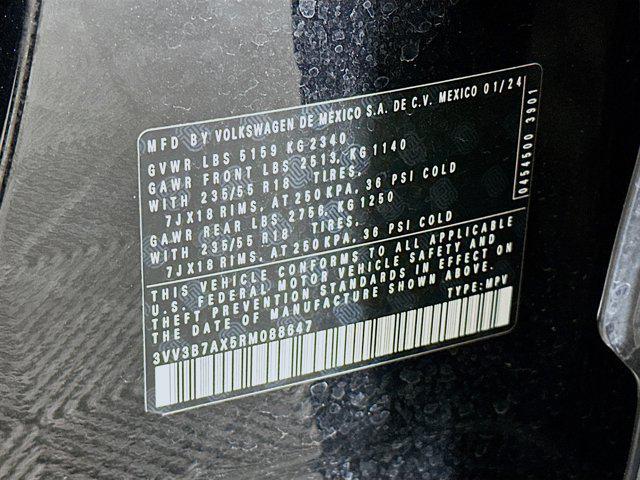 MFD BY VOLKSWAGEN DE MEXICO S.A. DE C.V. MEXICO 01/24
GVWR LBS 5159 KG 2340
GAWR FRONT LBS 2513, KG 1140
WITH 235/55 R18 TIRES,
7JX18 RIMS, AT 250 KPA, 36 PSI COLD
GAWR REAR LBS 2756, KG 1250
WITH 235/55 R18 TIRES,
7JX18 RIMS, AT 250 KPA, 36 PSI COLD
THIS VEHICLE CONFORMS TO ALL APPLICABLE
U.S. FEDERAL MOTOR VEHICLE SAFETY AND
THEFT PREVENTION STANDARDS IN EFFECT ON
THE DATE OF MANUFACTURE SHOWN ABOVE.
3VV3B7AX5RM088647 TYPE:MPV
0454500 3901